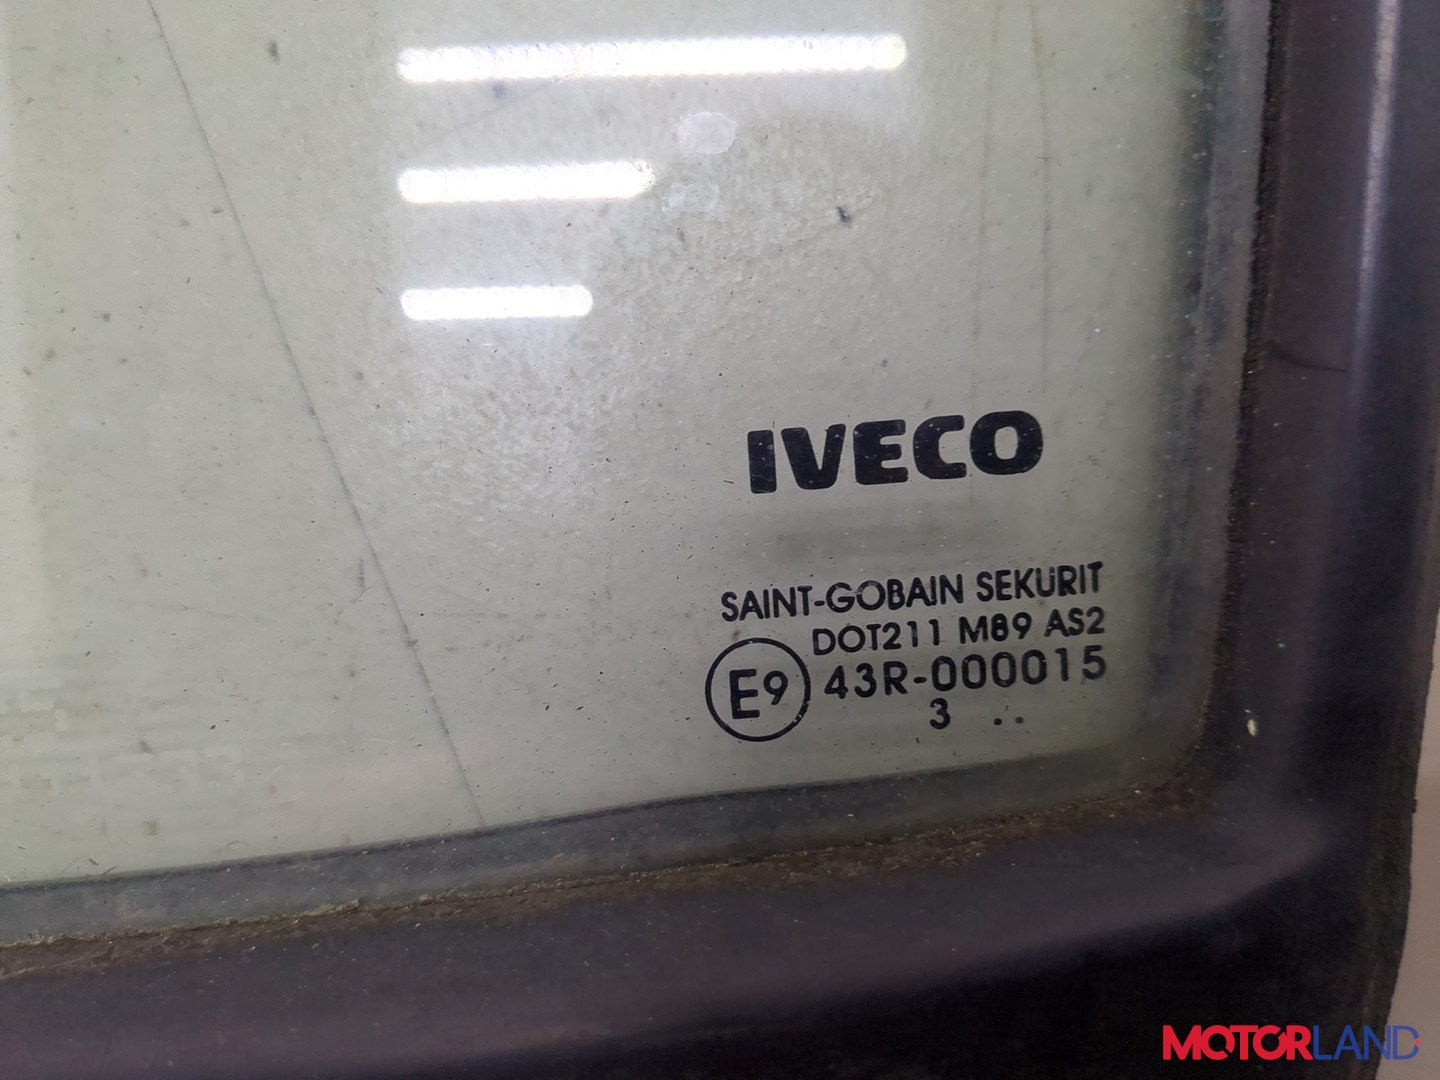 IVECO
SAINT-GOBAIN SEKURIT
DOT211 M89 AS2
E9 43R-000015
3 ..
MOTORLAND